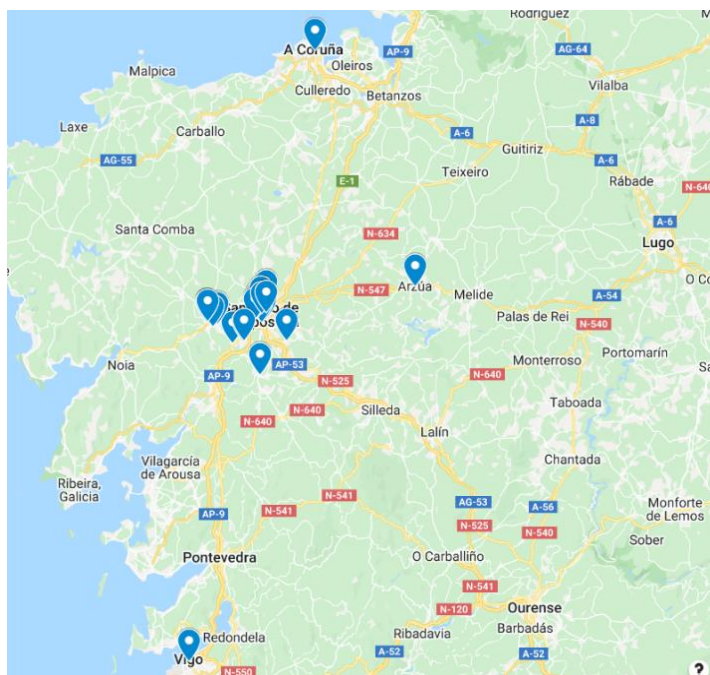 Rodríguez
M
A Coruña
AP-9
AG-64
Oleiros
Malpica
Vilalba
Culleredo
Betanzos
A-8
Laxe
Carballo
A-6
Guitiriz
AG-55
Teixeiro
A-6
E-1
Rábade
N-640
Santa Comba
A-6
N-634
Lugo
Arzúa
N-547
O Co
Melide
A-54
Palas de Rei
N-540
Noia
Portomarín
AP-53
Monterroso
AP-9
N-525
N-640
Sa
Taboada
N-640
N-640
Silleda
Lalín
Chantada
Vilagarcía
de Arousa
Ribeira,
Galicia
N-541
AG-53
A-56
Monforte
de Lemos
AP-9
N-541
N-525
N-540
Sober
Pontevedra
O Carballiño
N-541
Ourense
N-120
Redondela
Ribadavia
Barbadás
Vigo
A-52
A-52
N-550
?